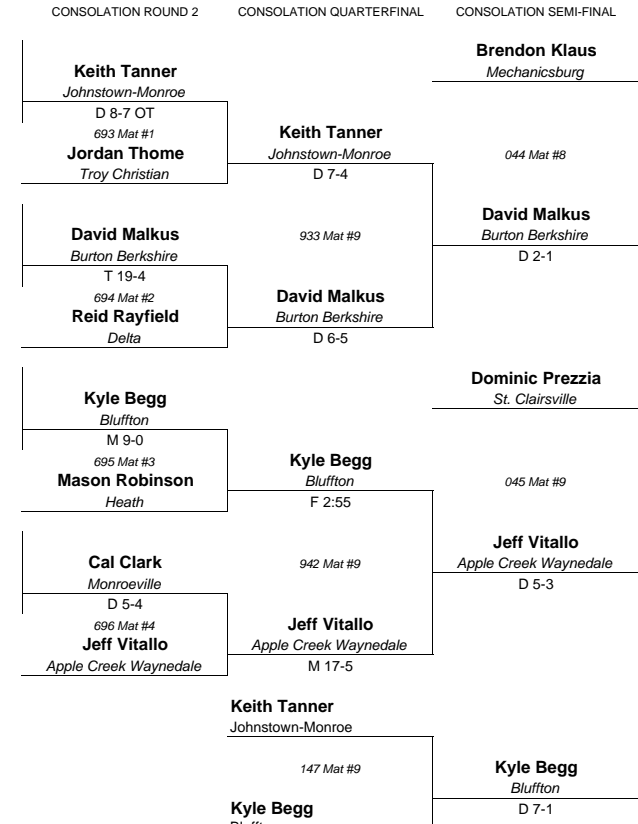 CONSOLATION ROUND 2 CONSOLATION QUARTERFINAL CONSOLATION SEMI-FINAL
Brendon Klaus
Mechanicsburg
Keith Tanner
Johnstown-Monroe
D 8-7 OT
693 Mat #1
Jordan Thome
Troy Christian
Keith Tanner
Johnstown-Monroe
D 7-4
044 Mat #8
David Malkus
Burton Berkshire
T 19-4
694 Mat #2
Reid Rayfield
Delta
933 Mat #9
David Malkus
Burton Berkshire
D 6-5
David Malkus
Burton Berkshire
D 2-1
Dominic Prezzia
St. Clairsville
Kyle Begg
Bluffton
M 9-0
695 Mat #3
Mason Robinson
Heath
Kyle Begg
Bluffton
F 2:55
045 Mat #9
Cal Clark
Monroeville
D 5-4
696 Mat #4
Jeff Vitallo
Apple Creek Waynedale
942 Mat #9
Jeff Vitallo
Apple Creek Waynedale
M 17-5
Jeff Vitallo
Apple Creek Waynedale
D 5-3
Keith Tanner
Johnstown-Monroe
147 Mat #9
Kyle Begg
Kyle Begg
Bluffton
D 7-1